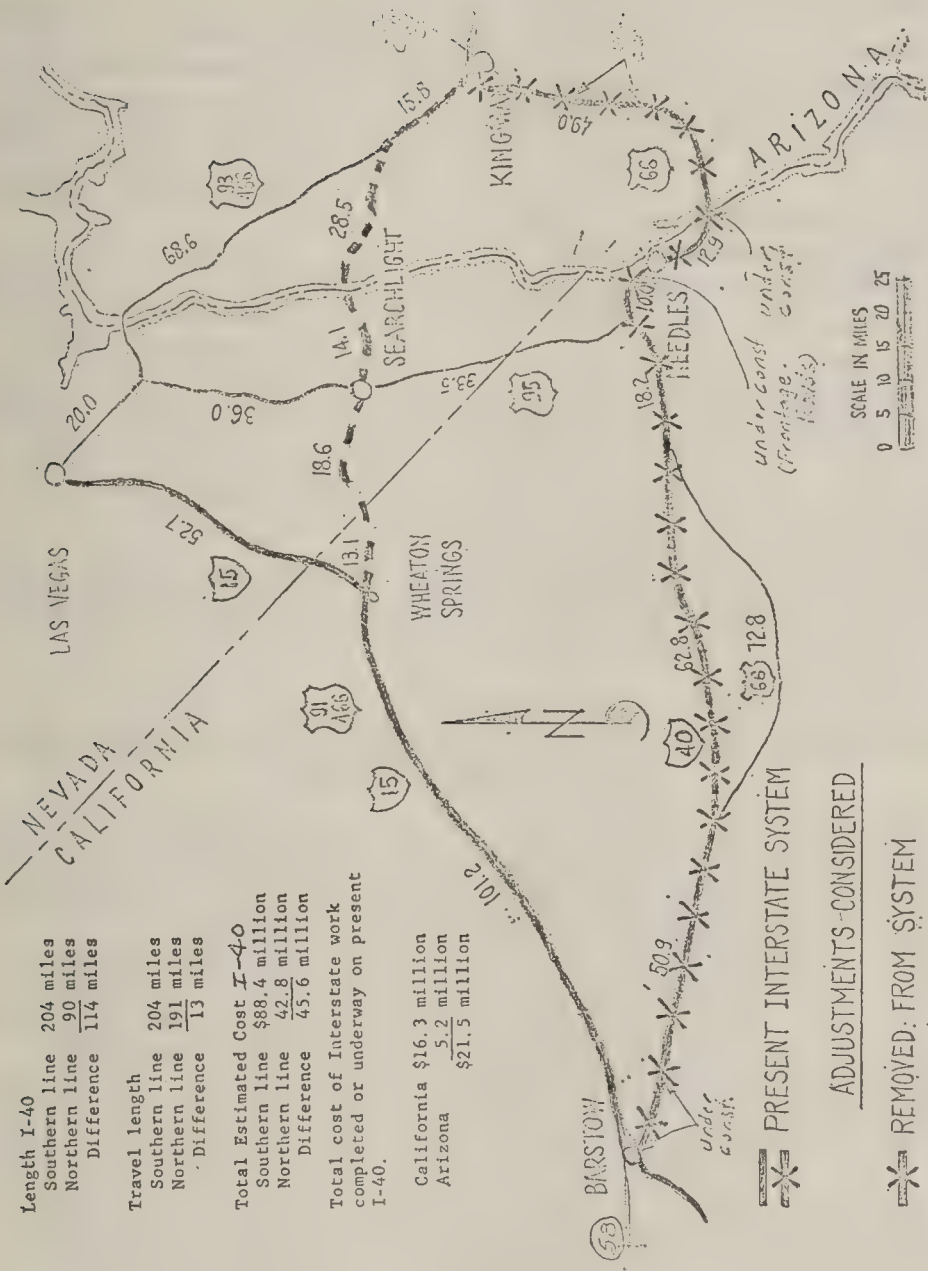 Length I-40
Southern line 204 miles
Northern line 90 miles
Difference 114 miles
Travel length
Southern line 204 miles
Northern line 191 miles
Difference 13 miles
Total Estimated Cost I-40
Southern line $88.4 million
Northern line 42.8 million
Difference 45.6 million
Total cost of Interstate work
completed or underway on present
I-40.
California $16.3 million
Arizona 5.2 million
$21.5 million
NEVADA
CALIFORNIA
LAS VEGAS
20.0
52.7
15
36.0
68.6
93
A66
15.8
KINGMAN
28.5
14.1
SEARCHLIGHT
18.6
13.1
WHEATON
SPRINGS
91
A66
15
101.2
95
49.0
66
ARIZONA
12.9
10.0
NEEDLES
18.2
under
const
under const
(Frontage
Roads)
62.8
40
66
72.8
50.9
BARSTOW
58
under
const.
N
SCALE IN MILES
0 5 10 15 20 25
PRESENT INTERSTATE SYSTEM
ADJUSTMENTS-CONSIDERED
REMOVED FROM SYSTEM